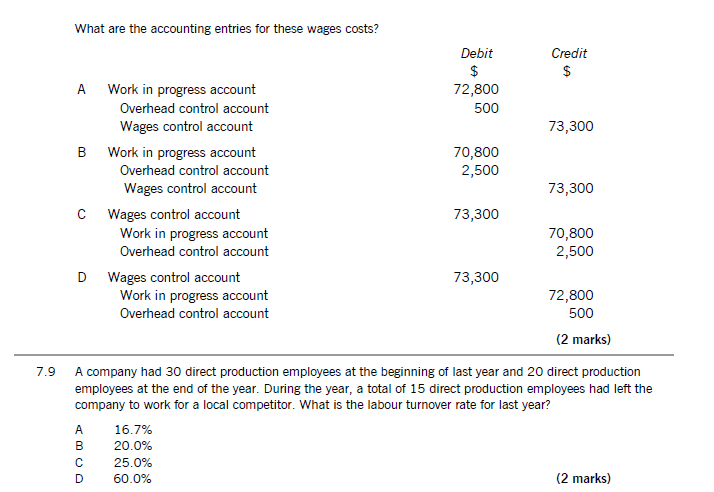 What are the accounting entries for these wages costs?
Debit Credit
$ $
A Work in progress account 72,800
Overhead control account 500
Wages control account 73,300
B Work in progress account 70,800
Overhead control account 2,500
Wages control account 73,300
C Wages control account 73,300
Work in progress account 70,800
Overhead control account 2,500
D Wages control account 73,300
Work in progress account 72,800
Overhead control account 500
(2 marks)
7.9 A company had 30 direct production employees at the beginning of last year and 20 direct production
employees at the end of the year. During the year, a total of 15 direct production employees had left the
company to work for a local competitor. What is the labour turnover rate for last year?
A 16.7%
B 20.0%
C 25.0%
D 60.0% (2 marks)